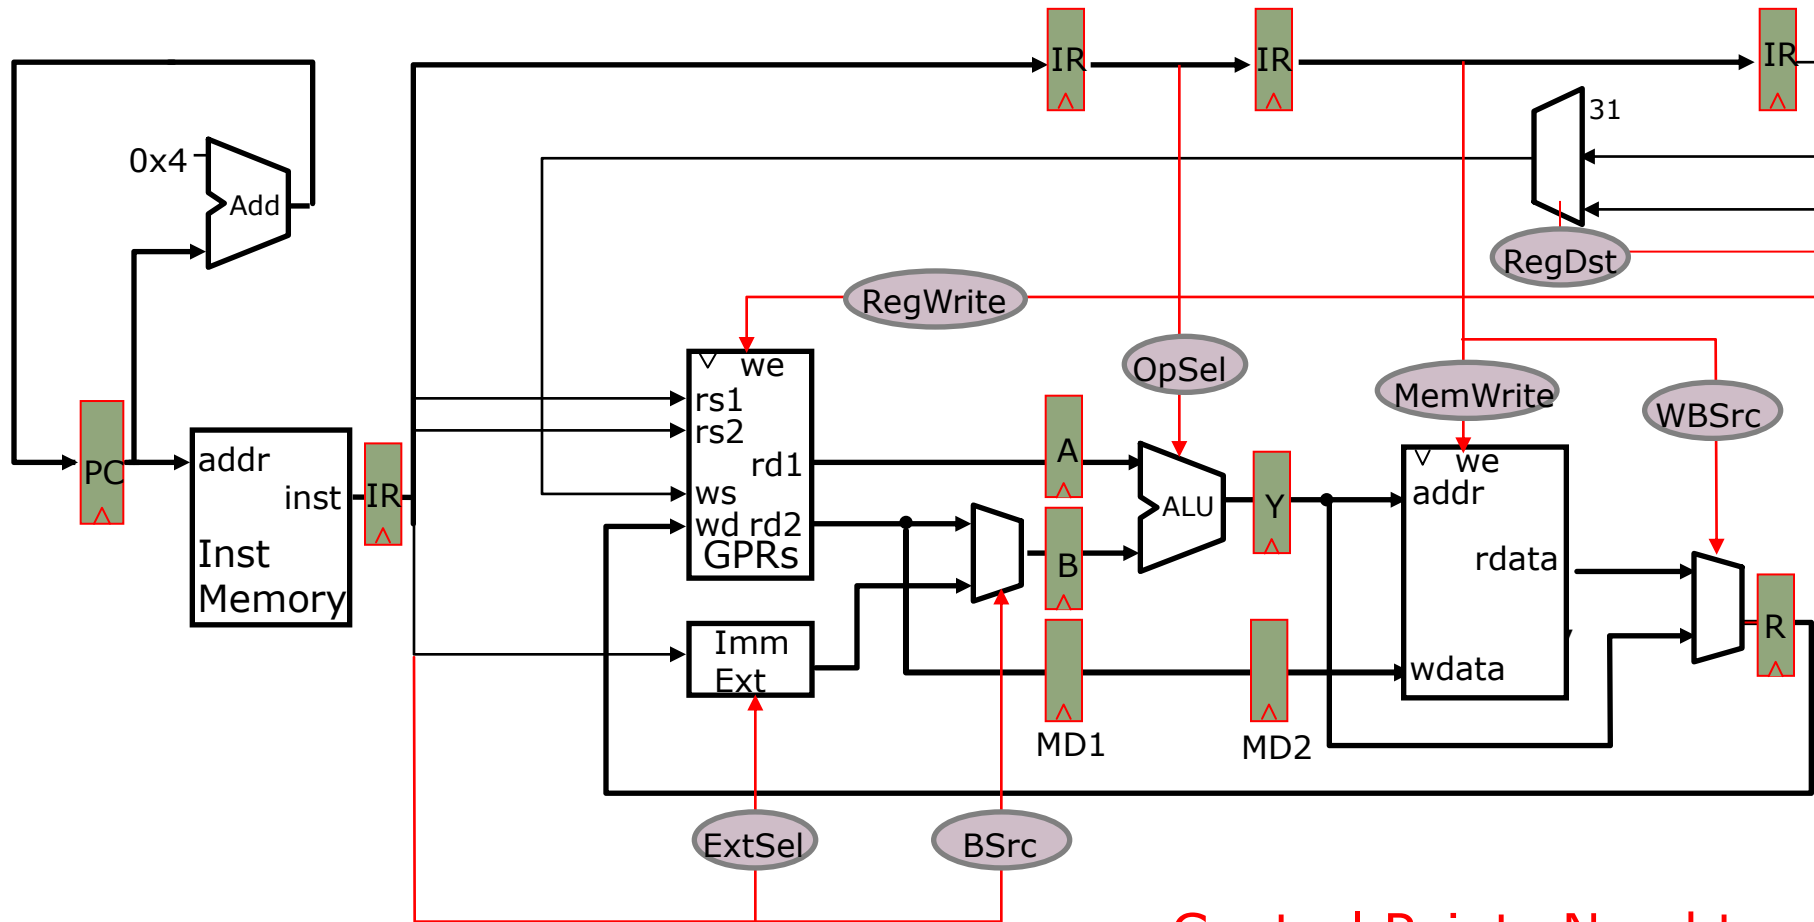 IR
IR
IR
31
0x4
Add
RegDst
RegWrite
we
OpSel
MemWrite
WBSrc
rs1
rs2
A
PC
addr
rd1
we
inst
IR
ws
addr
ALU
Y
wd rd2
GPRs
Inst
Memory
B
rdata
Imm
Ext
R
wdata
MD1
MD2
ExtSel
BSrc